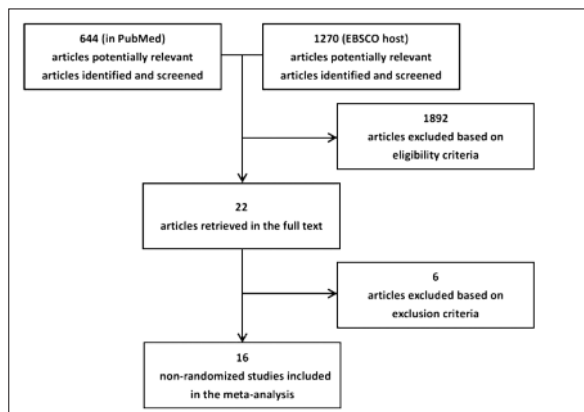 644 (in PubMed)
articles potentially relevant
articles identified and screened
1270 (EBSCO host)
articles potentially relevant
articles identified and screened
1892
articles excluded based on
eligibility criteria
22
articles retrieved in the full text
6
articles excluded based on
exclusion criteria
16
non-randomized studies included
in the meta-analysis